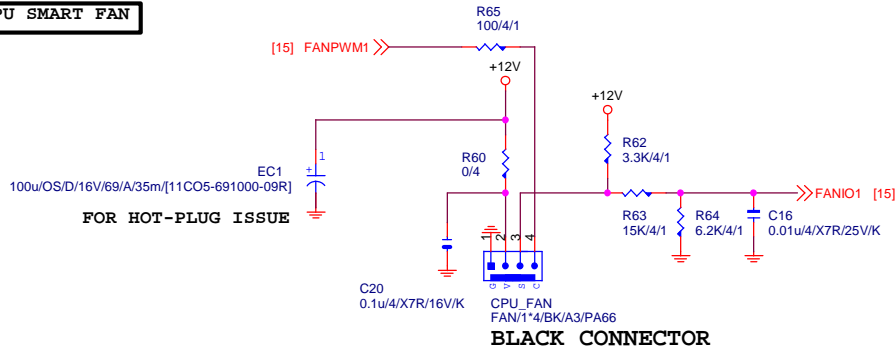 PU SMART FAN
R65
100/4/1
[15] FANPWM1
+12V
+12V
R62
3.3K/4/1
1
+
EC1
100u/OS/D/16V/69/A/35m/[11CO5-691000-09R]
R60
0/4
FANIO1 [15]
FOR HOT-PLUG ISSUE
R63
15K/4/1
R64
6.2K/4/1
C16
0.01u/4/X7R/25V/K
1 2 3 4
G V S C
C20
0.1u/4/X7R/16V/K
CPU_FAN
FAN/1*4/BK/A3/PA66
BLACK CONNECTOR